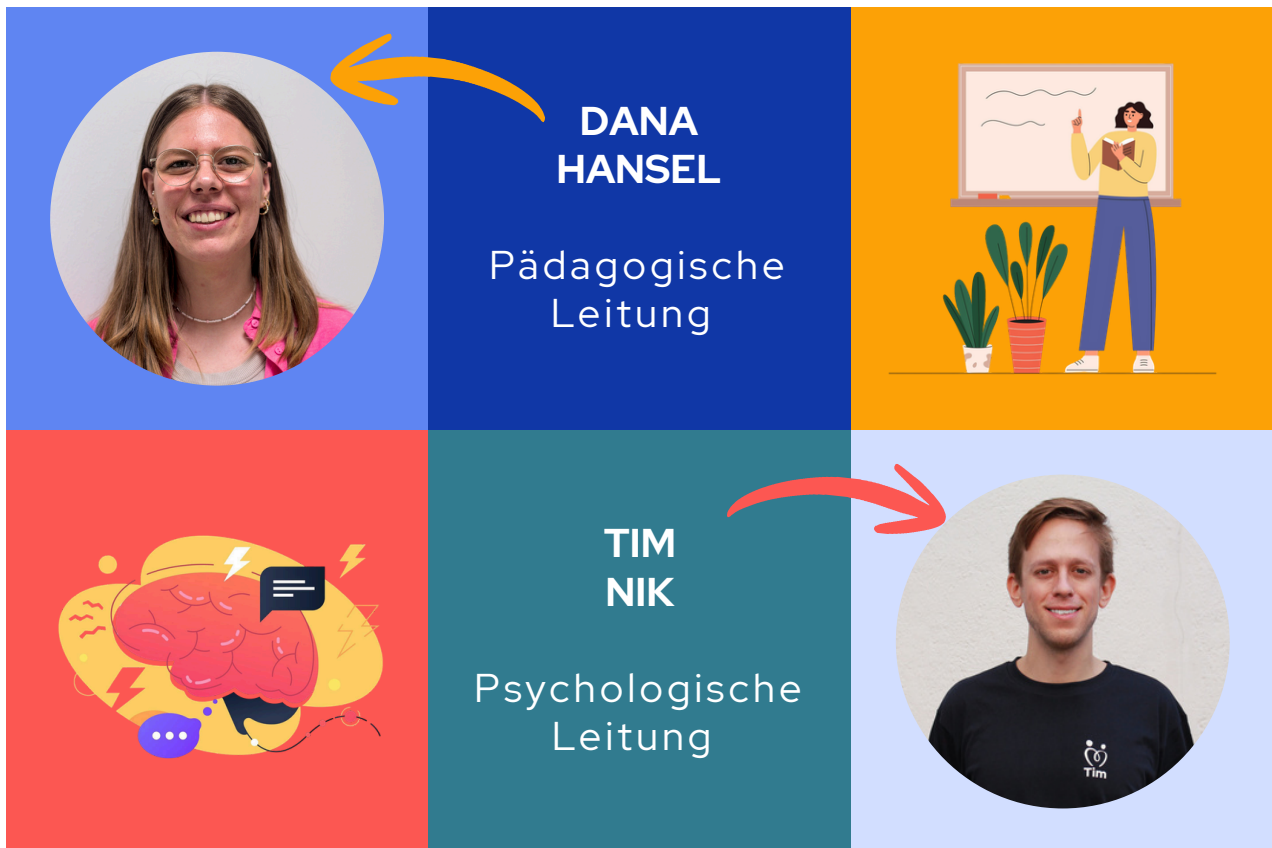 DANA
HANSEL
Pädagogische
Leitung
TIM
NIK
Psychologische
Leitung
Tim